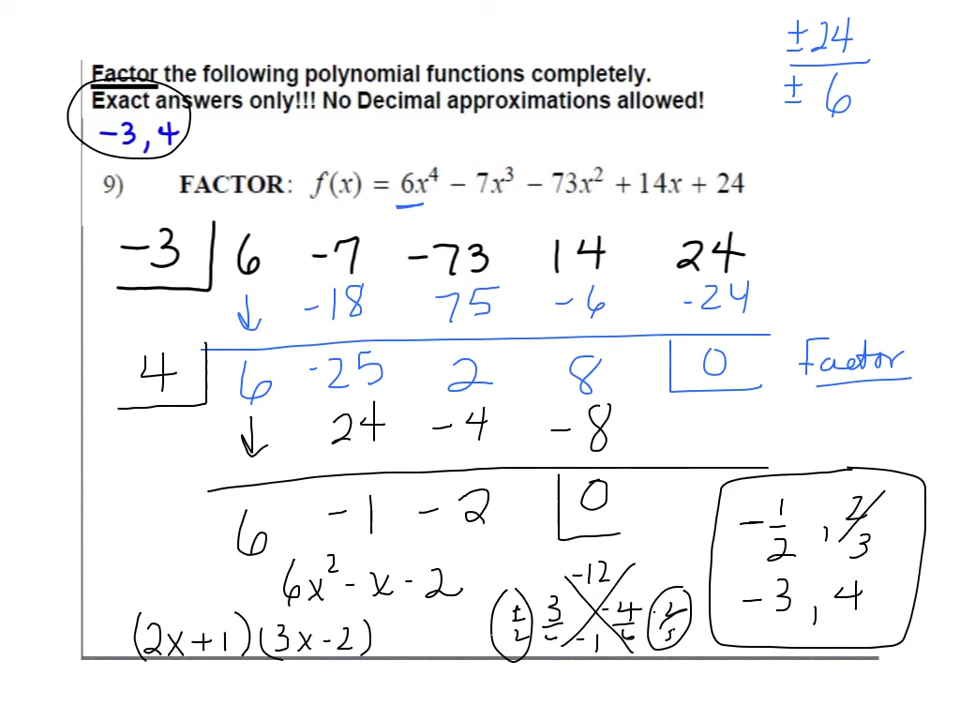 ±24
± 6
Factor the following polynomial functions completely.
Exact answers only!!! No Decimal approximations allowed!
-3, 4
9) FACTOR: f(x) = 6x⁴ − 7x³ − 73x² + 14x + 24
-3 6 -7 -73 14 24
↓ -18 75 -6 -24
4 6 -25 2 8 0 Factor
↓ 24 -4 -8
6 -1 -2 0
-1/2, 2/3
6x² - x - 2 -12
-3, 4
(2x+1)(3x-2) 3 -4
-1